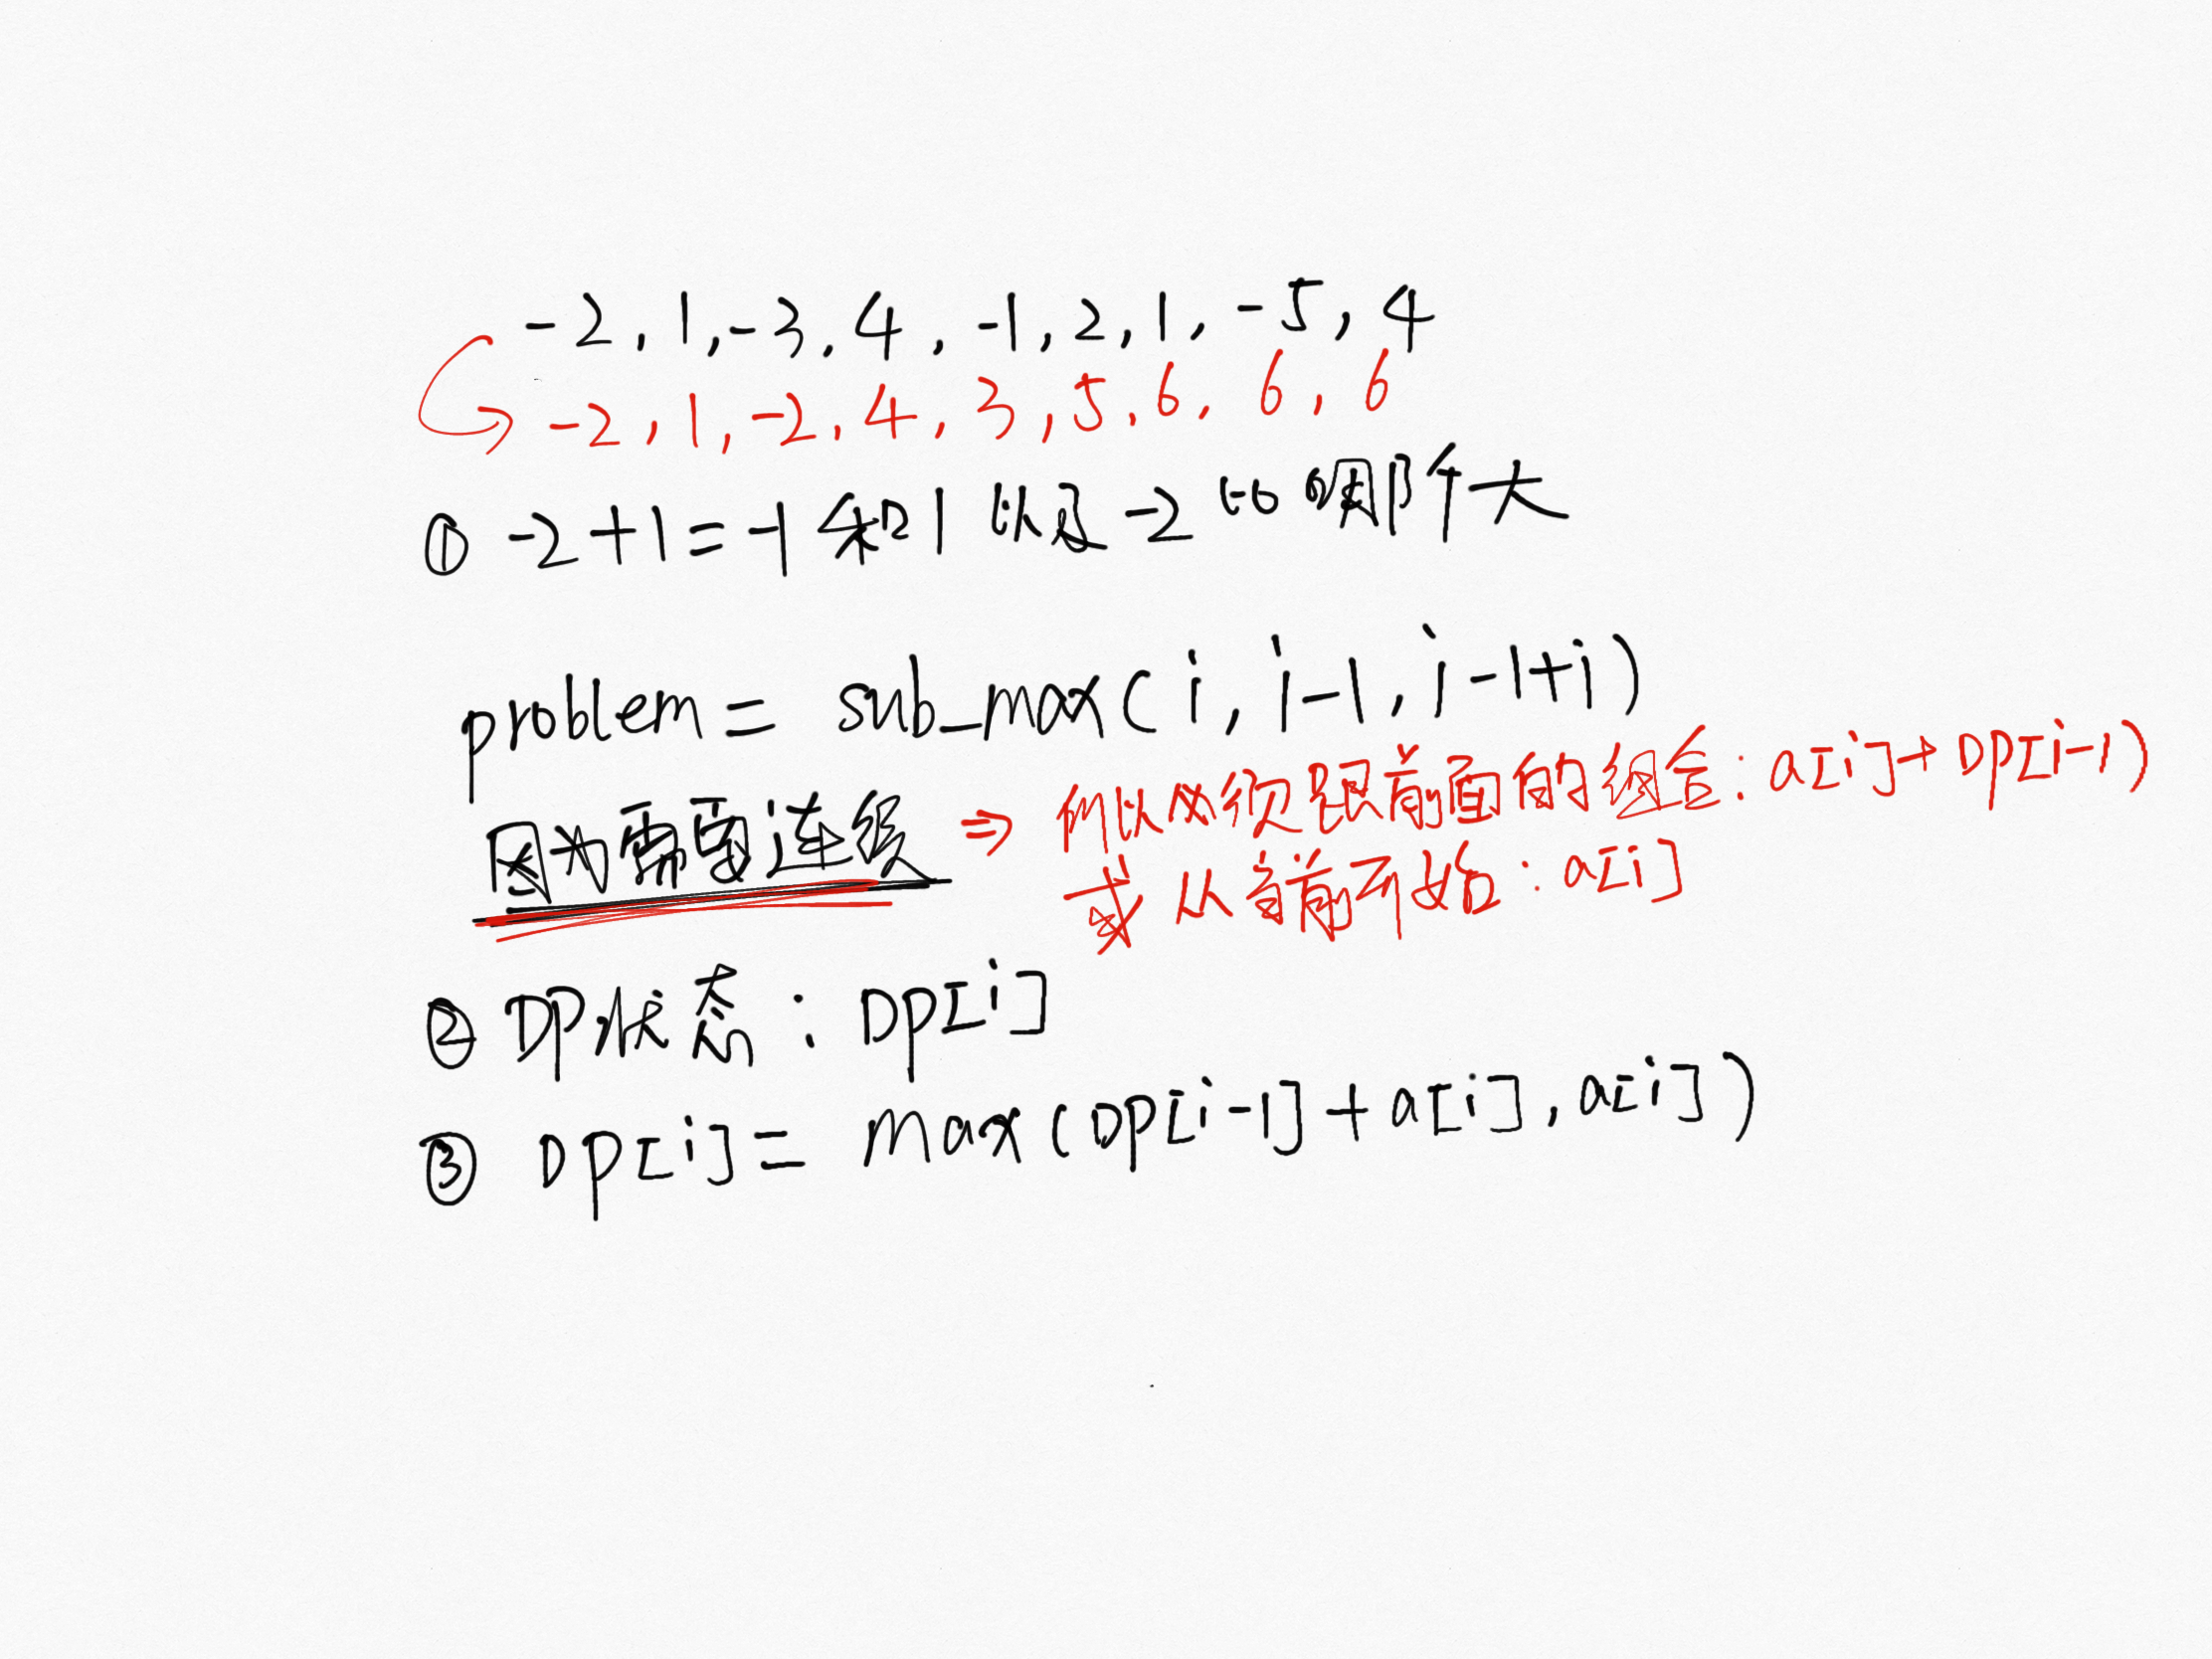 -2, 1, -3, 4, -1, 2, 1, -5, 4
-2, 1, -2, 4, 3, 5, 6, 6, 6
① -2+1=-1 和 1 以及 -2 比哪个大
problem = sub_max(i, i-1, i-1+i)
因为需要连续 ⇒ 所以必须跟前面的组合: a[i]+DP[i-1)
或从当前开始: a[i]
② DP状态: DP[i]
③ DP[i] = max(DP[i-1]+a[i], a[i])